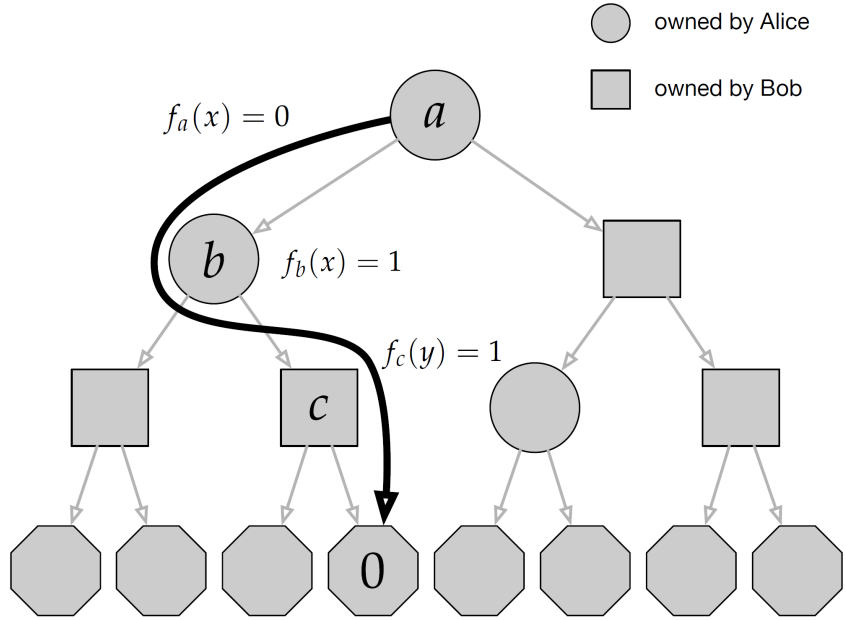 owned by Alice
owned by Bob
a
f_a(x) = 0
b
f_b(x) = 1
f_c(y) = 1
c
0